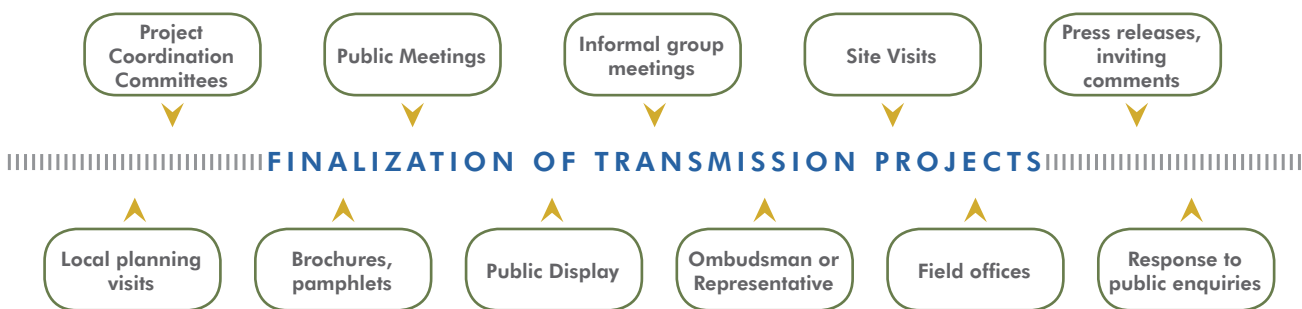 Project
Coordination
Committees
Public Meetings
Informal group
meetings
Site Visits
Press releases,
inviting
comments
FINALIZATION OF TRANSMISSION PROJECTS
Local planning
visits
Brochures,
pamphlets
Public Display
Ombudsman or
Representative
Field offices
Response to
public enquiries